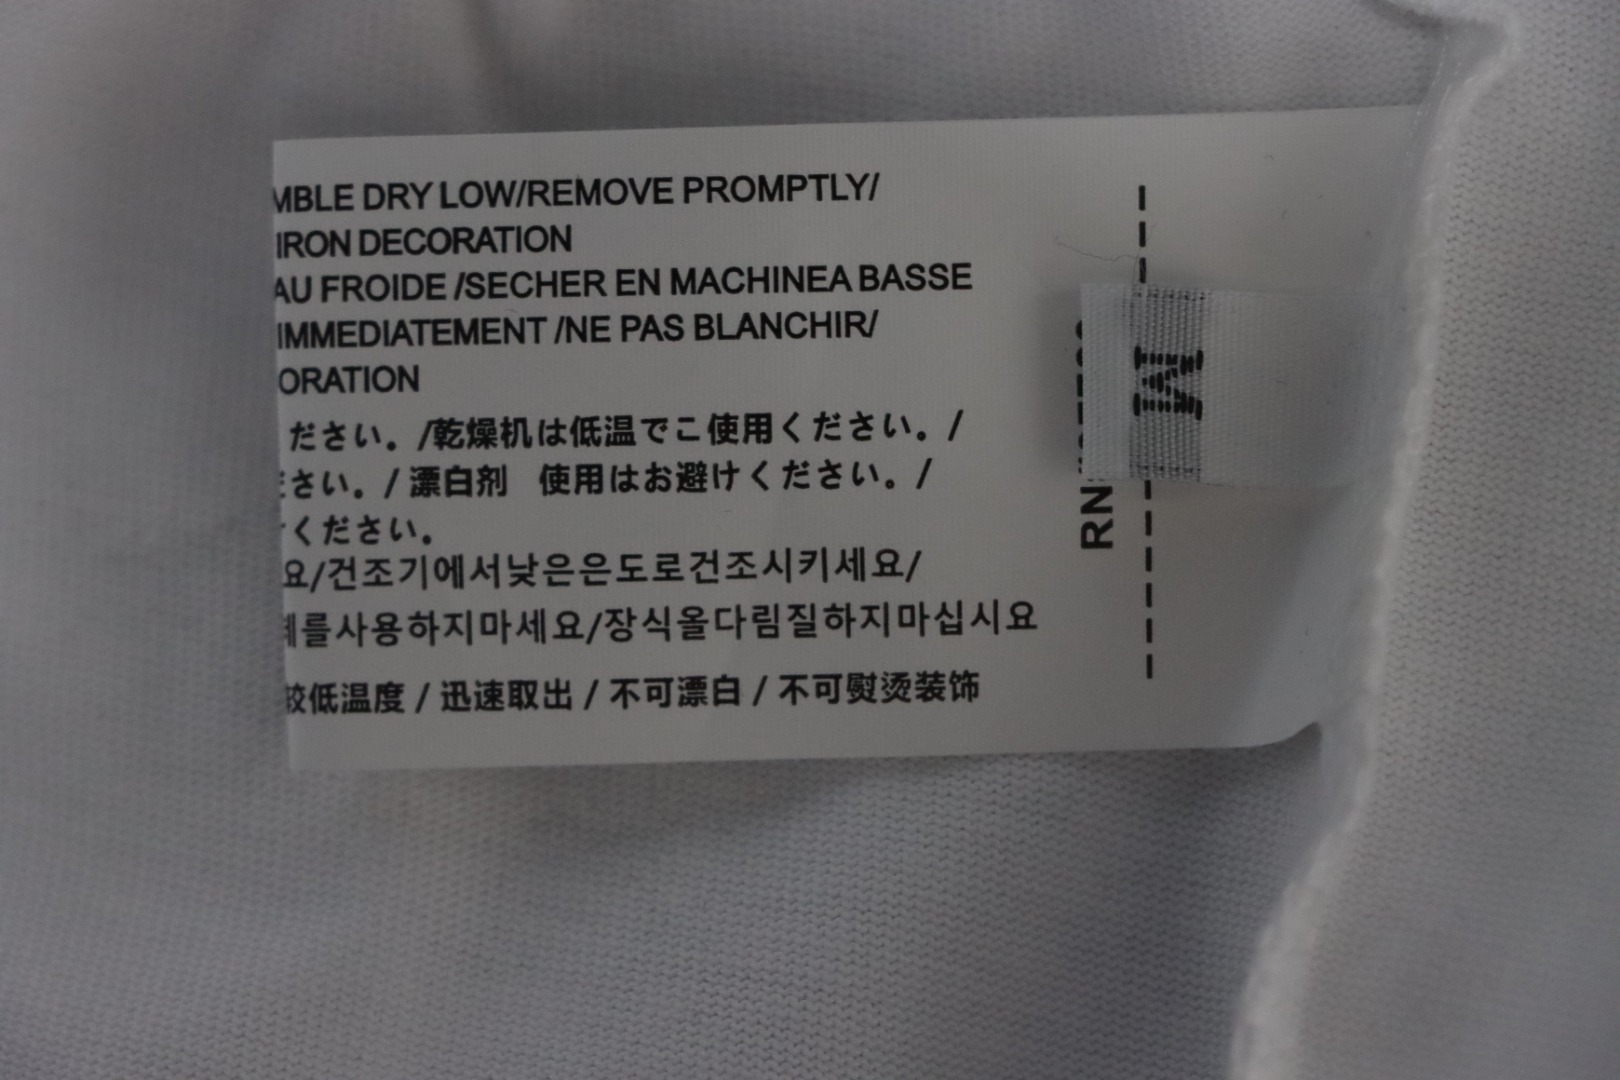 MBLE DRY LOW/REMOVE PROMPTLY/
IRON DECORATION
AU FROIDE /SECHER EN MACHINEA BASSE
IMMEDIATEMENT /NE PAS BLANCHIR/
ORATION
ださい。/乾燥机は低温でこ使用ください。/
さい。/ 漂白剤 使用はお避けください。/
ください。
요/건조기에서낮은은도로건조시키세요/
를사용하지마세요/장식올다림질하지마십시요
较低温度 / 迅速取出 / 不可漂白 / 不可熨烫装饰
RN
M